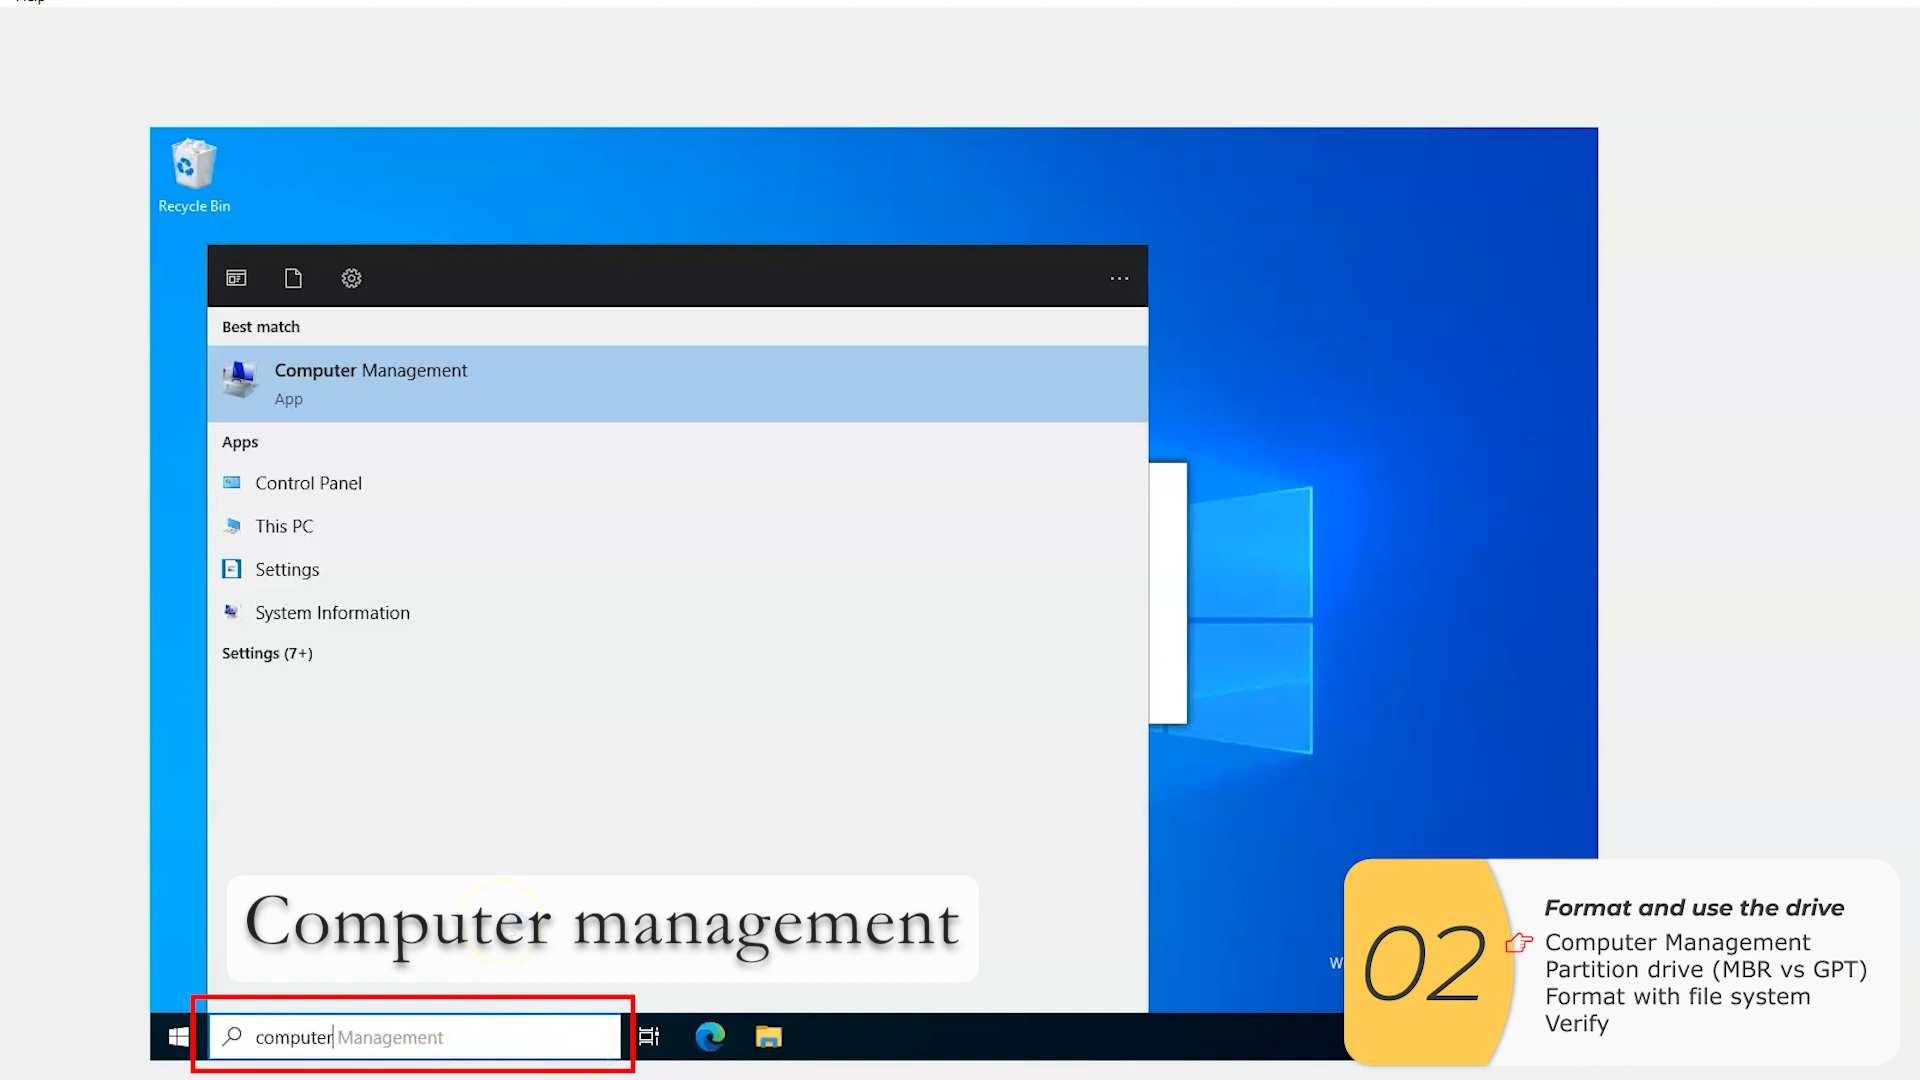 Help
Recycle Bin
...
Best match
Computer Management
App
Apps
Control Panel
This PC
Settings
System Information
Settings (7+)
Computer management
computer Management
W
02
Format and use the drive
Computer Management
Partition drive (MBR vs GPT)
Format with file system
Verify